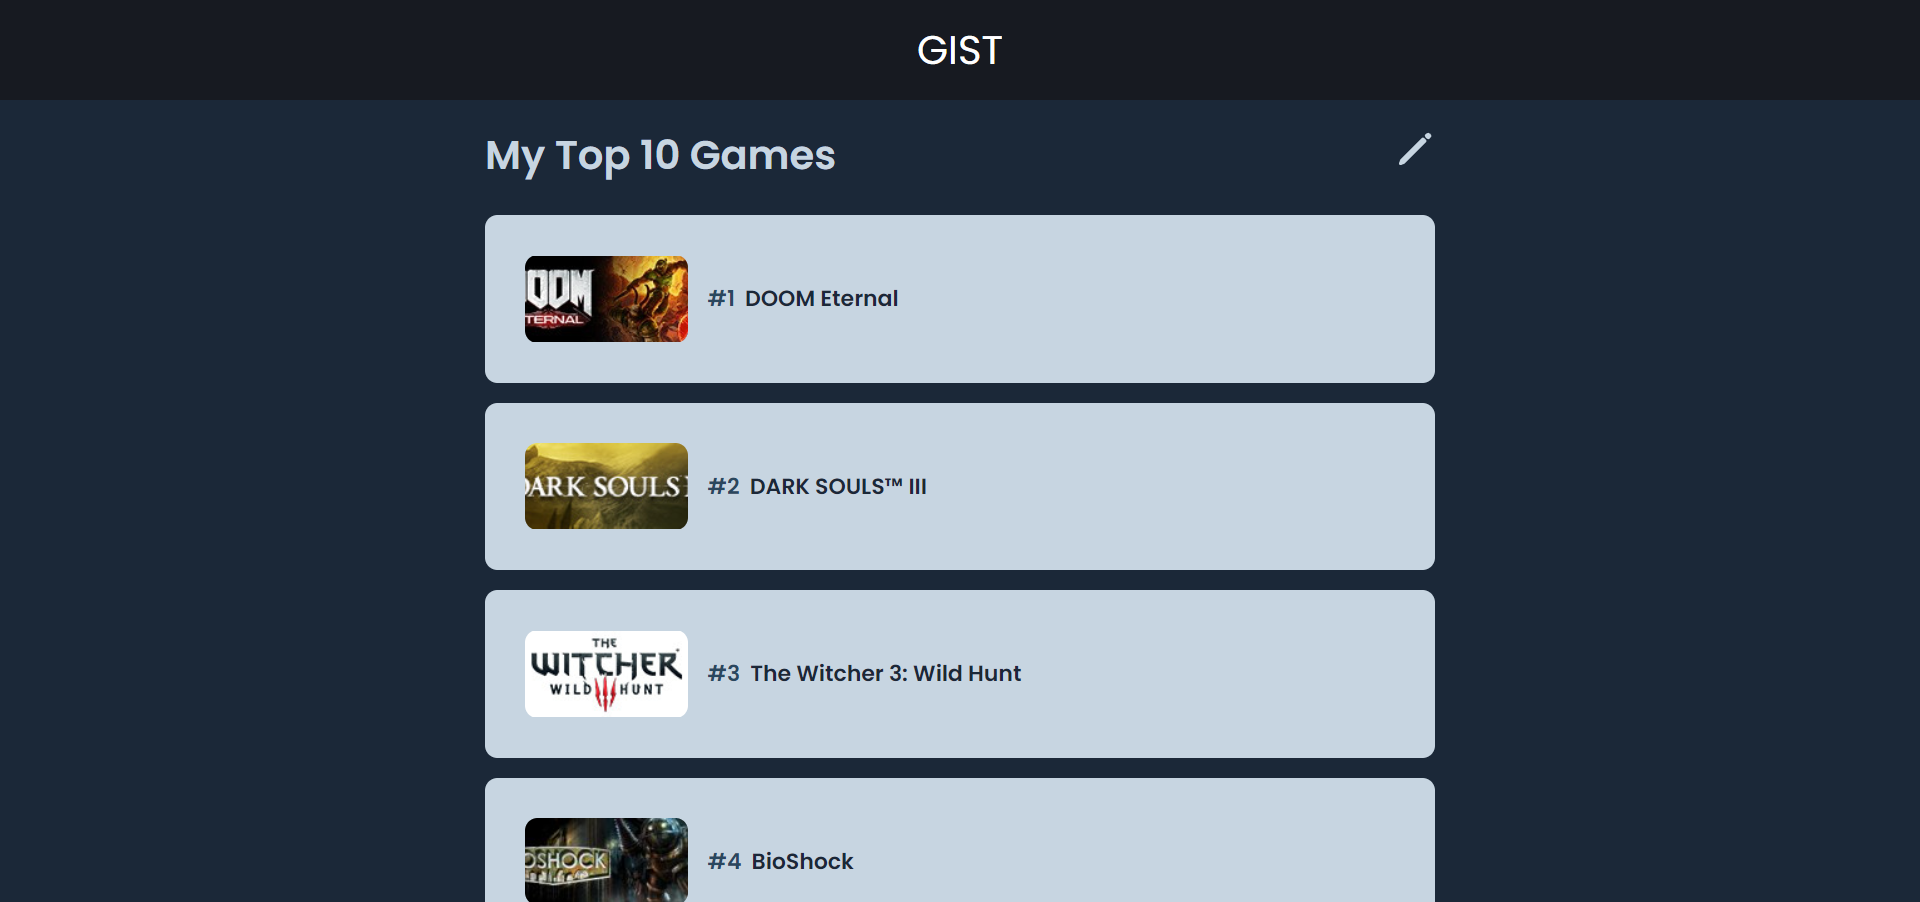 GIST
My Top 10 Games
OOM
TERNAL
#1 DOOM Eternal
DARK SOULS I
#2 DARK SOULS™ III
THE
WITCHER
WILD HUNT
#3 The Witcher 3: Wild Hunt
OSHOCK
#4 BioShock